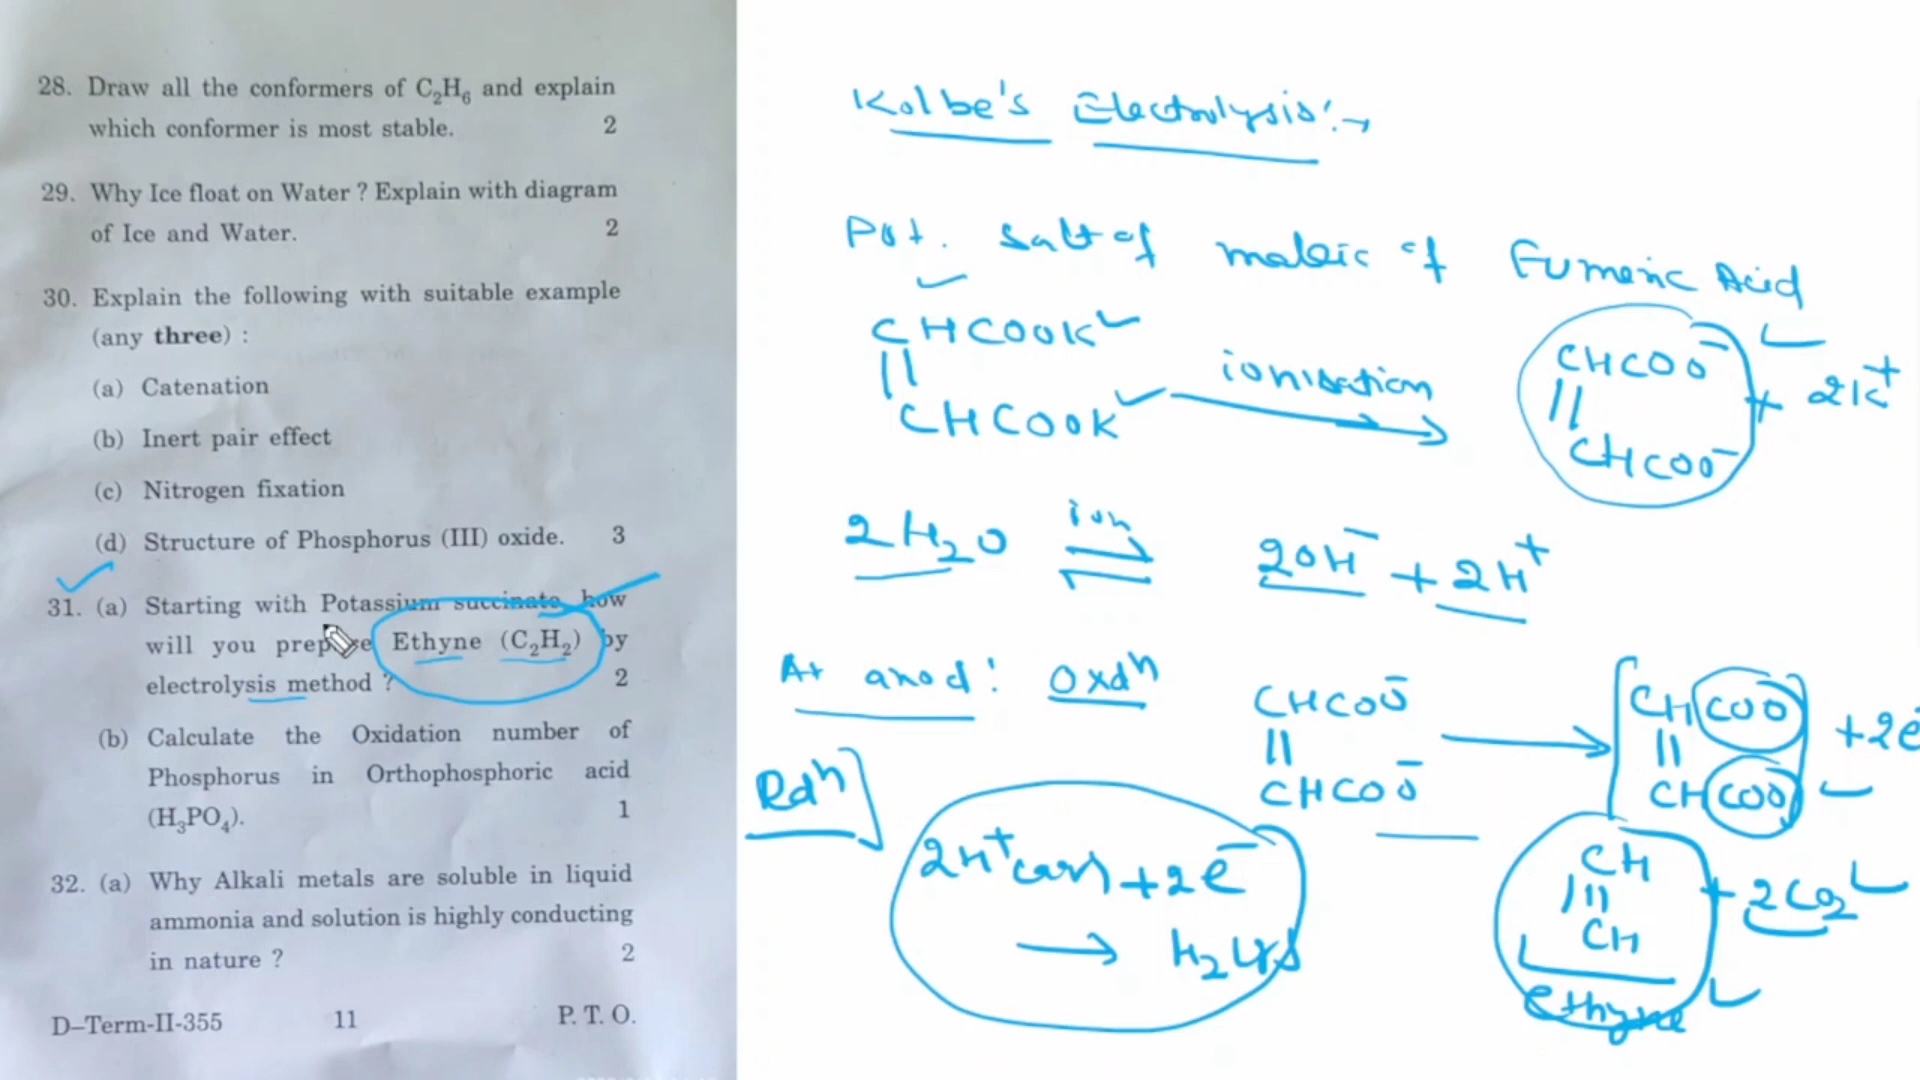 28. Draw all the conformers of C₂H₆ and explain
which conformer is most stable. 2
29. Why Ice float on Water ? Explain with diagram
of Ice and Water. 2
30. Explain the following with suitable example
(any three) :
(a) Catenation
(b) Inert pair effect
(c) Nitrogen fixation
(d) Structure of Phosphorus (III) oxide. 3
31. (a) Starting with Potassium succinate how
will you prepare Ethyne (C₂H₂) by
electrolysis method ? 2
(b) Calculate the Oxidation number of
Phosphorus in Orthophosphoric acid
(H₃PO₄). 1
32. (a) Why Alkali metals are soluble in liquid
ammonia and solution is highly conducting
in nature ? 2
D–Term-II-355 11 P. T. O.
Kolbe's Electrolysis:→
Pot. salt of maleic of Fumeric Acid
CHCOOK
||
CHCOOK
ionisation
CHCOO⁻
||
CHCOO⁻
+ 2K⁺
2H₂O ion ⇌ 2OH⁻ + 2H⁺
At anod: Oxdⁿ
CHCOO⁻
||
CHCOO⁻
→
CHCOO
||
CHCOO
+2e⁻
Rdⁿ
2H⁺ + 2e⁻
→ H₂
CH
|||
CH
+ 2CO₂
ethyne